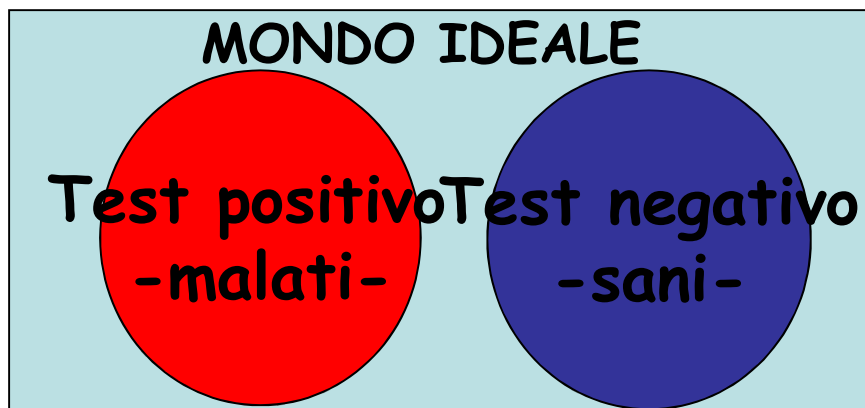 MONDO IDEALE
Test positivo
-malati-
Test negativo
-sani-